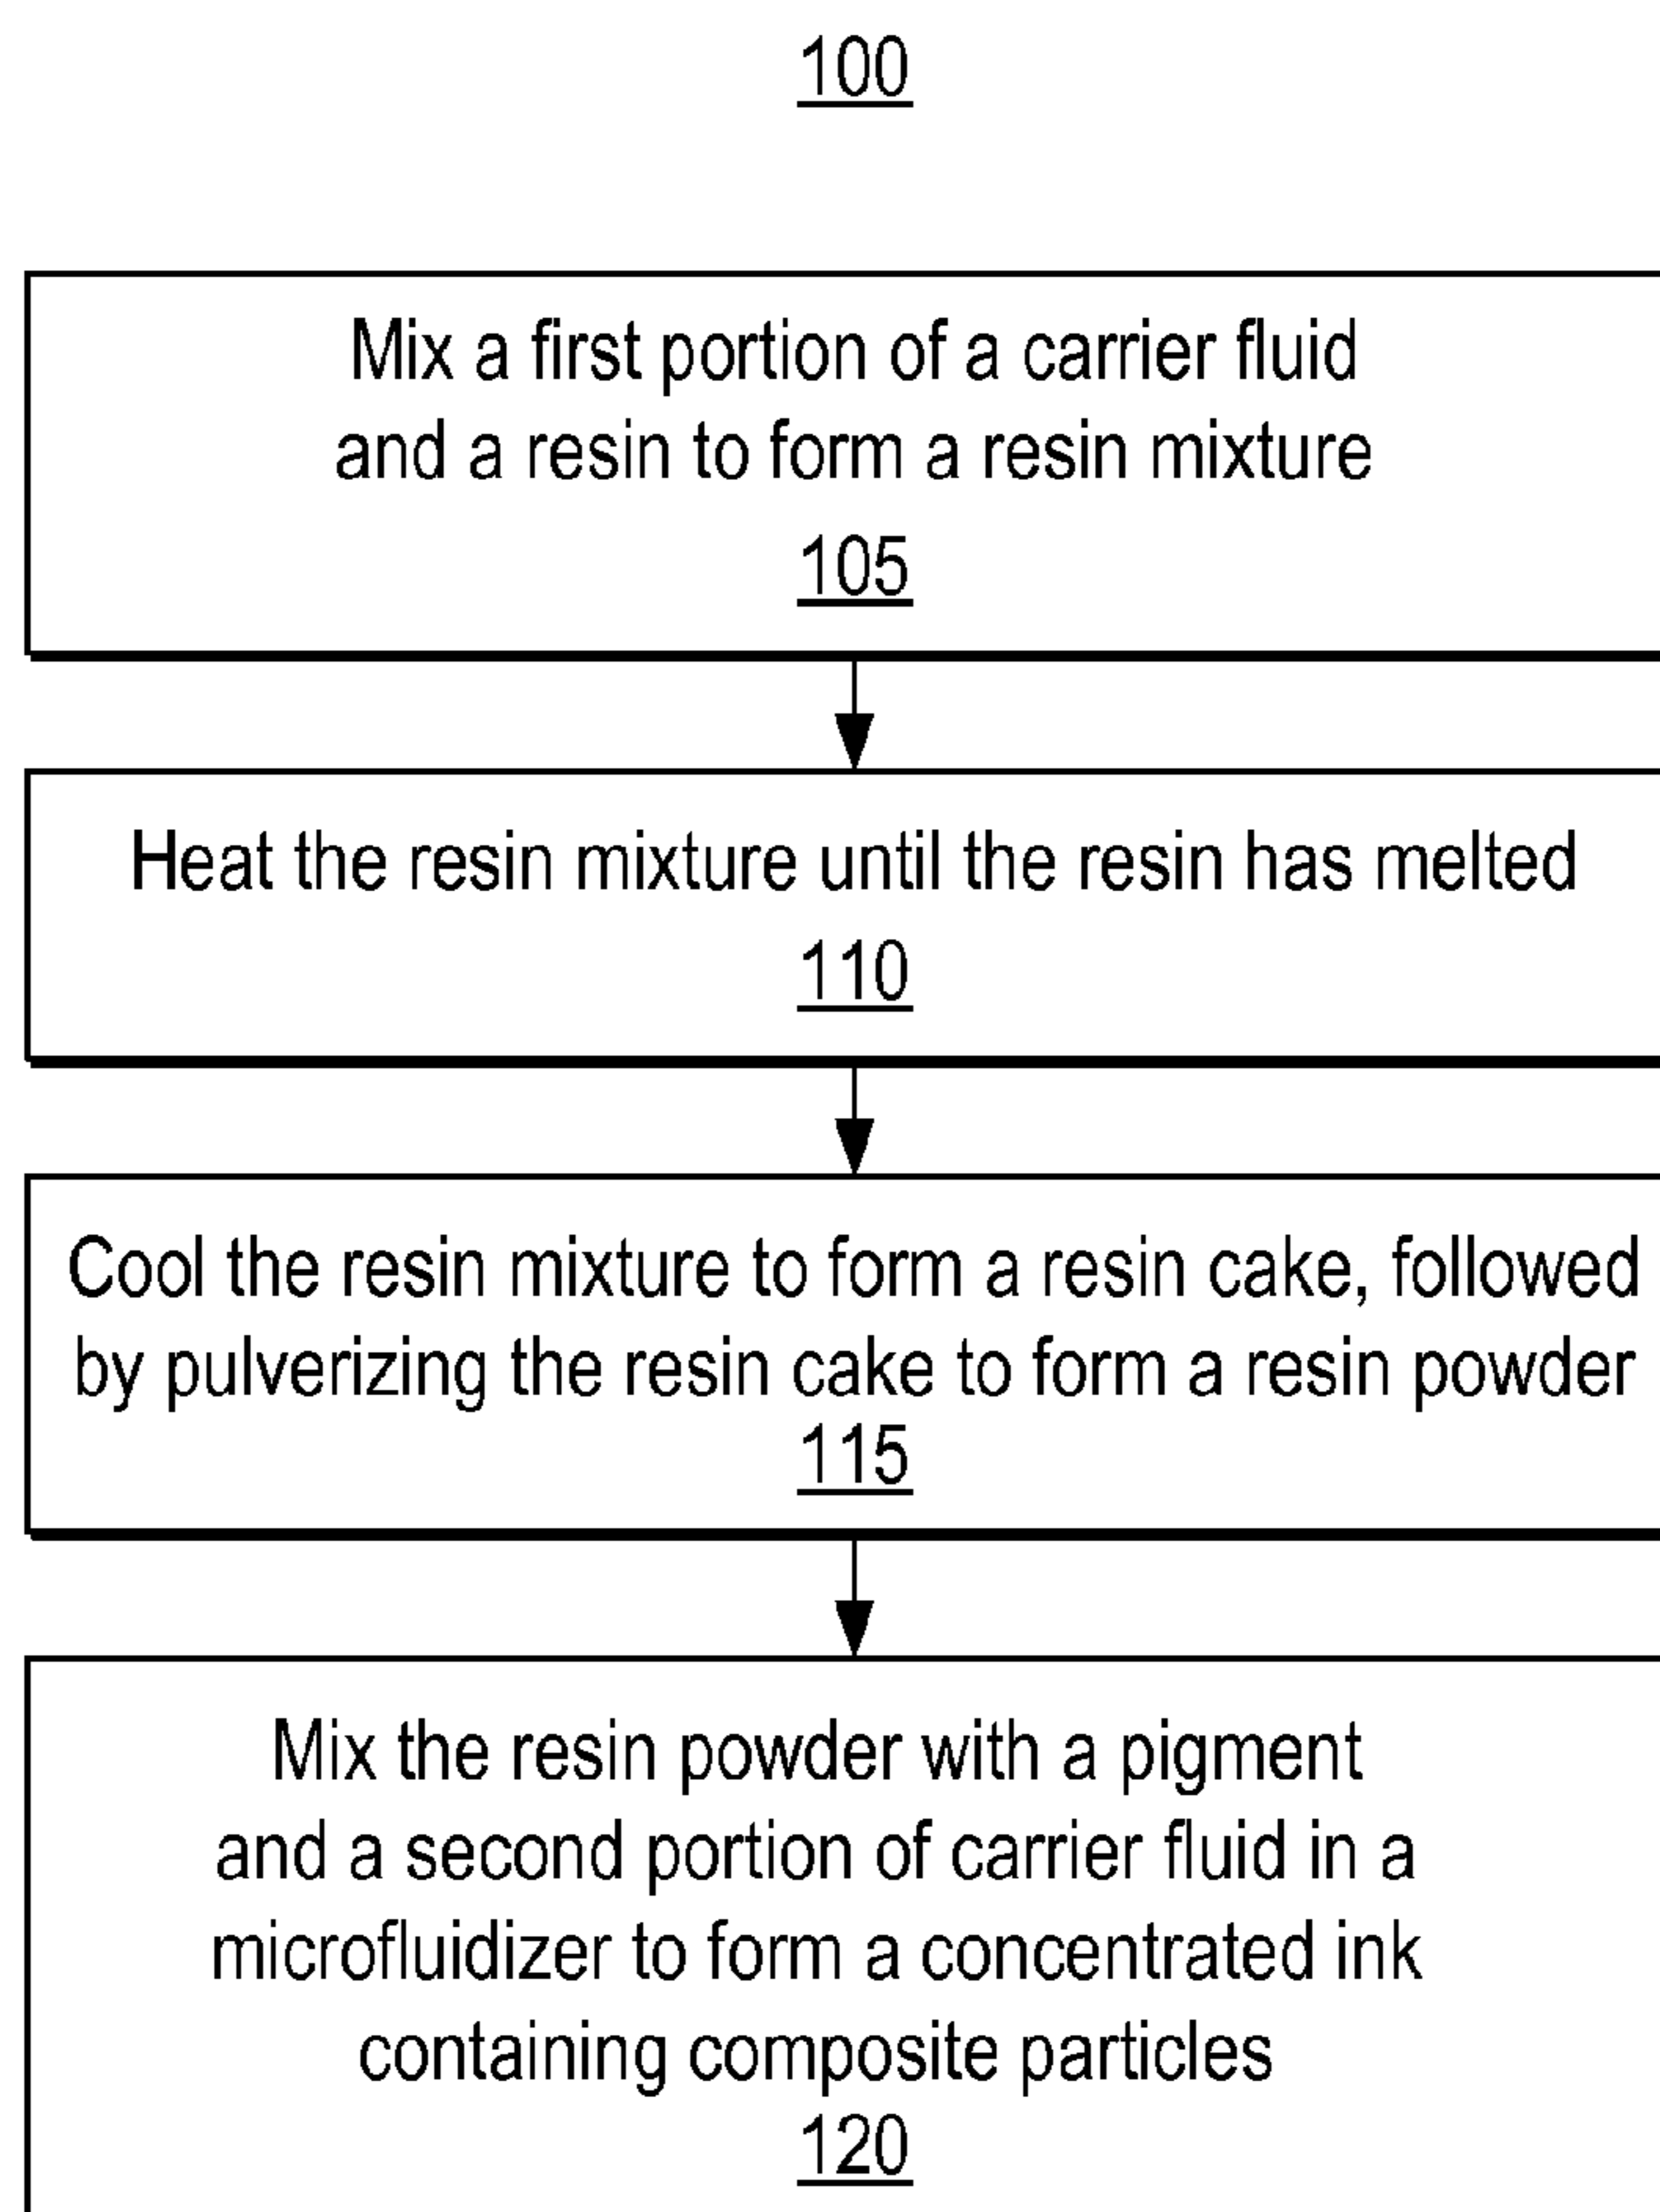 100
Mix a first portion of a carrier fluid
and a resin to form a resin mixture
105
Heat the resin mixture until the resin has melted
110
Cool the resin mixture to form a resin cake, followed
by pulverizing the resin cake to form a resin powder
115
Mix the resin powder with a pigment
and a second portion of carrier fluid in a
microfluidizer to form a concentrated ink
containing composite particles
120